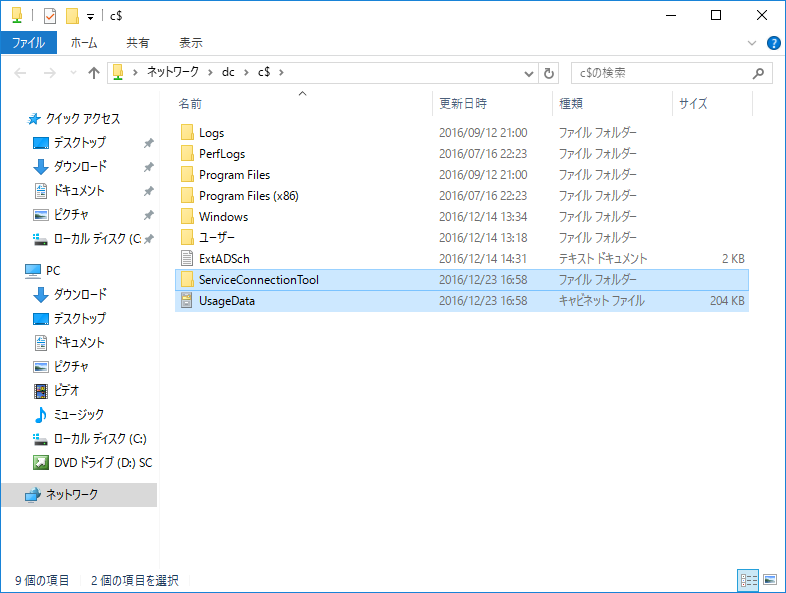 c$
ファイル ホーム 共有 表示
ネットワーク dc c$ c$の検索
名前 更新日時 種類 サイズ
クイック アクセス
デスクトップ
ダウンロード
ドキュメント
ピクチャ
ローカル ディスク (C:
PC
ダウンロード
デスクトップ
ドキュメント
ピクチャ
ビデオ
ミュージック
ローカル ディスク (C:)
DVD ドライブ (D:) SC
ネットワーク
Logs 2016/09/12 21:00 ファイル フォルダー
PerfLogs 2016/07/16 22:23 ファイル フォルダー
Program Files 2016/09/12 21:00 ファイル フォルダー
Program Files (x86) 2016/07/16 22:23 ファイル フォルダー
Windows 2016/12/14 13:34 ファイル フォルダー
ユーザー 2016/12/14 13:18 ファイル フォルダー
ExtADSch 2016/12/14 14:31 テキスト ドキュメント 2 KB
ServiceConnectionTool 2016/12/23 16:58 ファイル フォルダー
UsageData 2016/12/23 16:58 キャビネット ファイル 204 KB
9 個の項目 2 個の項目を選択